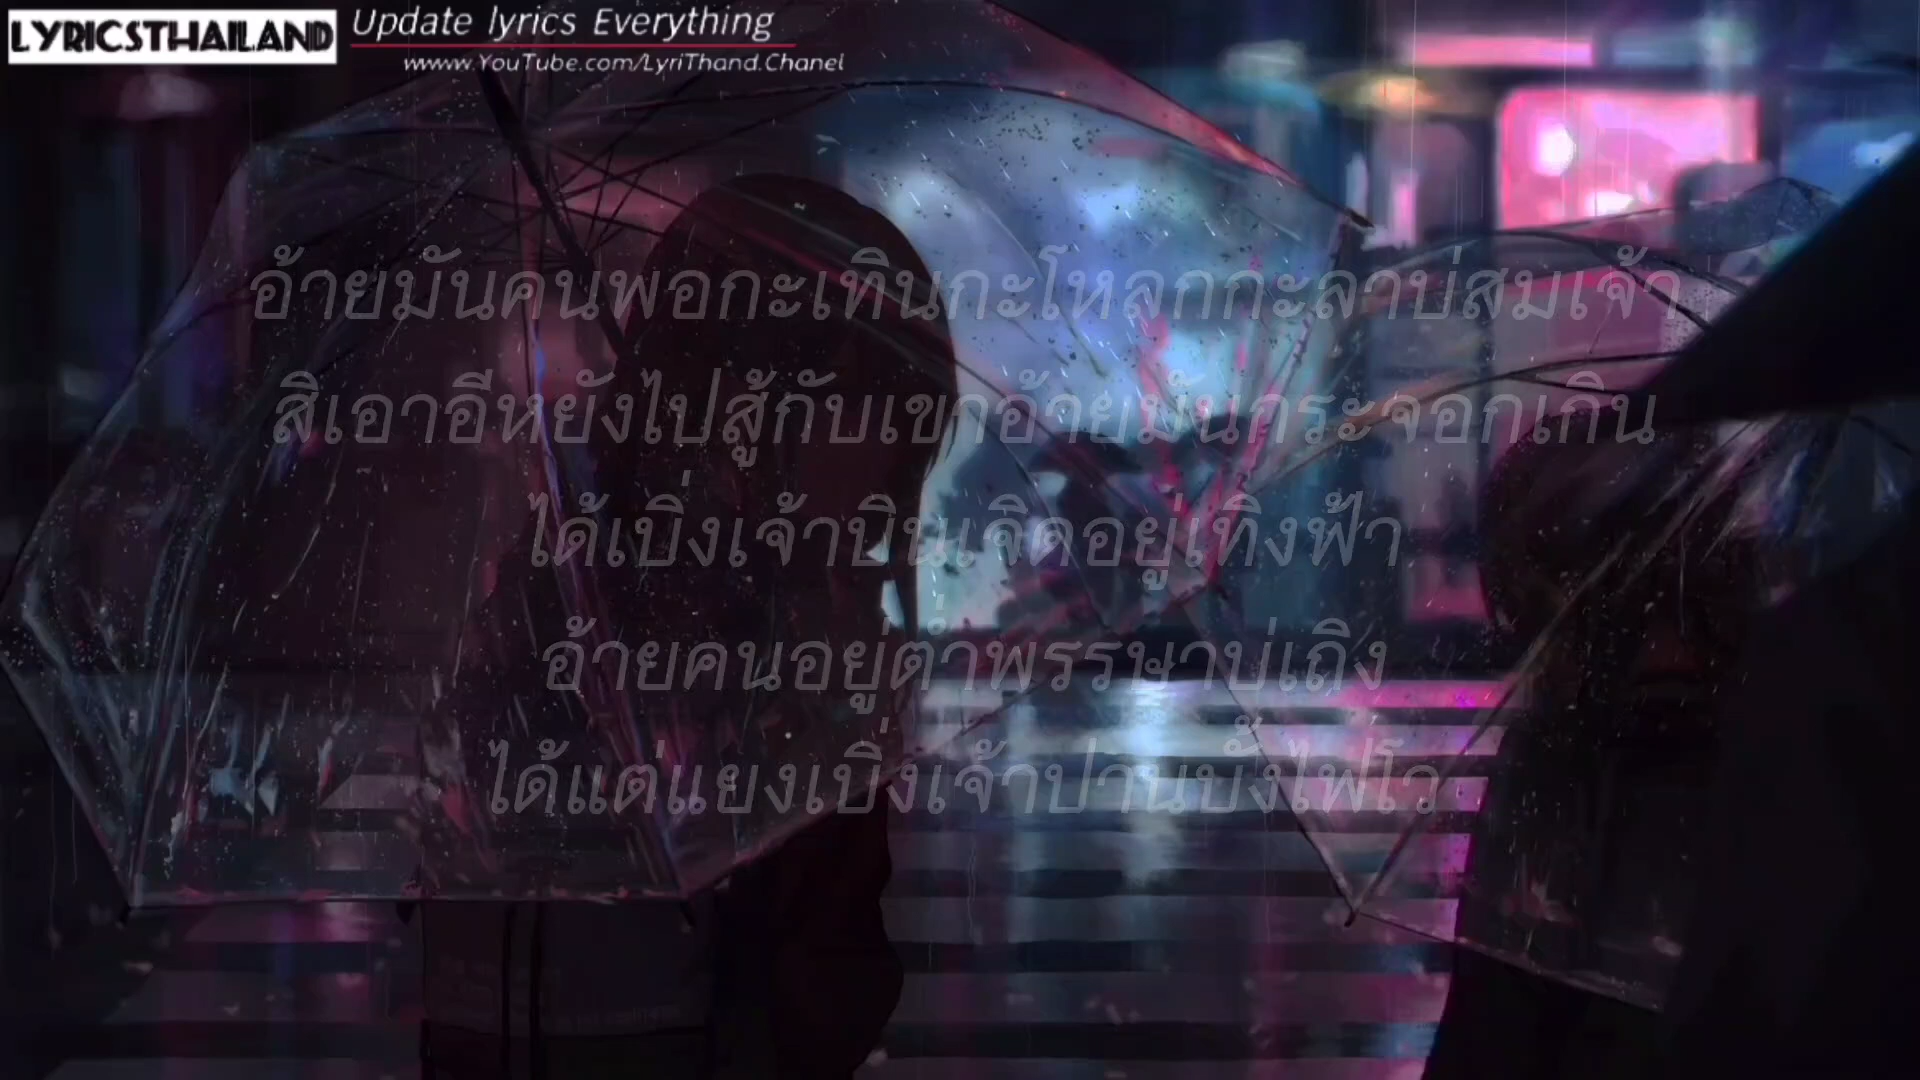 LYRICSTHAILAND
Update lyrics Everything
www.YouTube.com/LyriThand.Chanel
อ้ายมันคนพอกะเทินกะโหลกกะลาบ่สมเจ้า
สิเอาอีหยังไปสู้กับเขาอ้ายมันกระจอกเกิน
ได้เบิ่งเจ้าบินเจิดอยู่เทิงฟ้า
อ้ายคนอยู่ต่ำพรรษาบ่เถิง
ได้แต่แยงเบิ่งเจ้าปานบั้งไฟโว